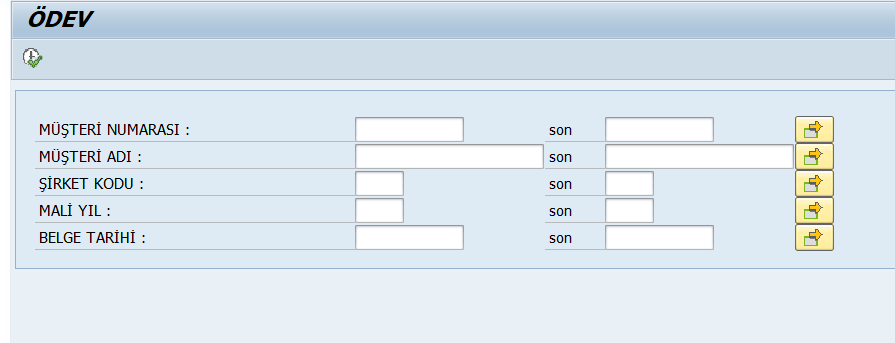 ÖDEV
MÜŞTERİ NUMARASI : son
MÜŞTERİ ADI : son
ŞİRKET KODU : son
MALİ YIL : son
BELGE TARİHİ : son